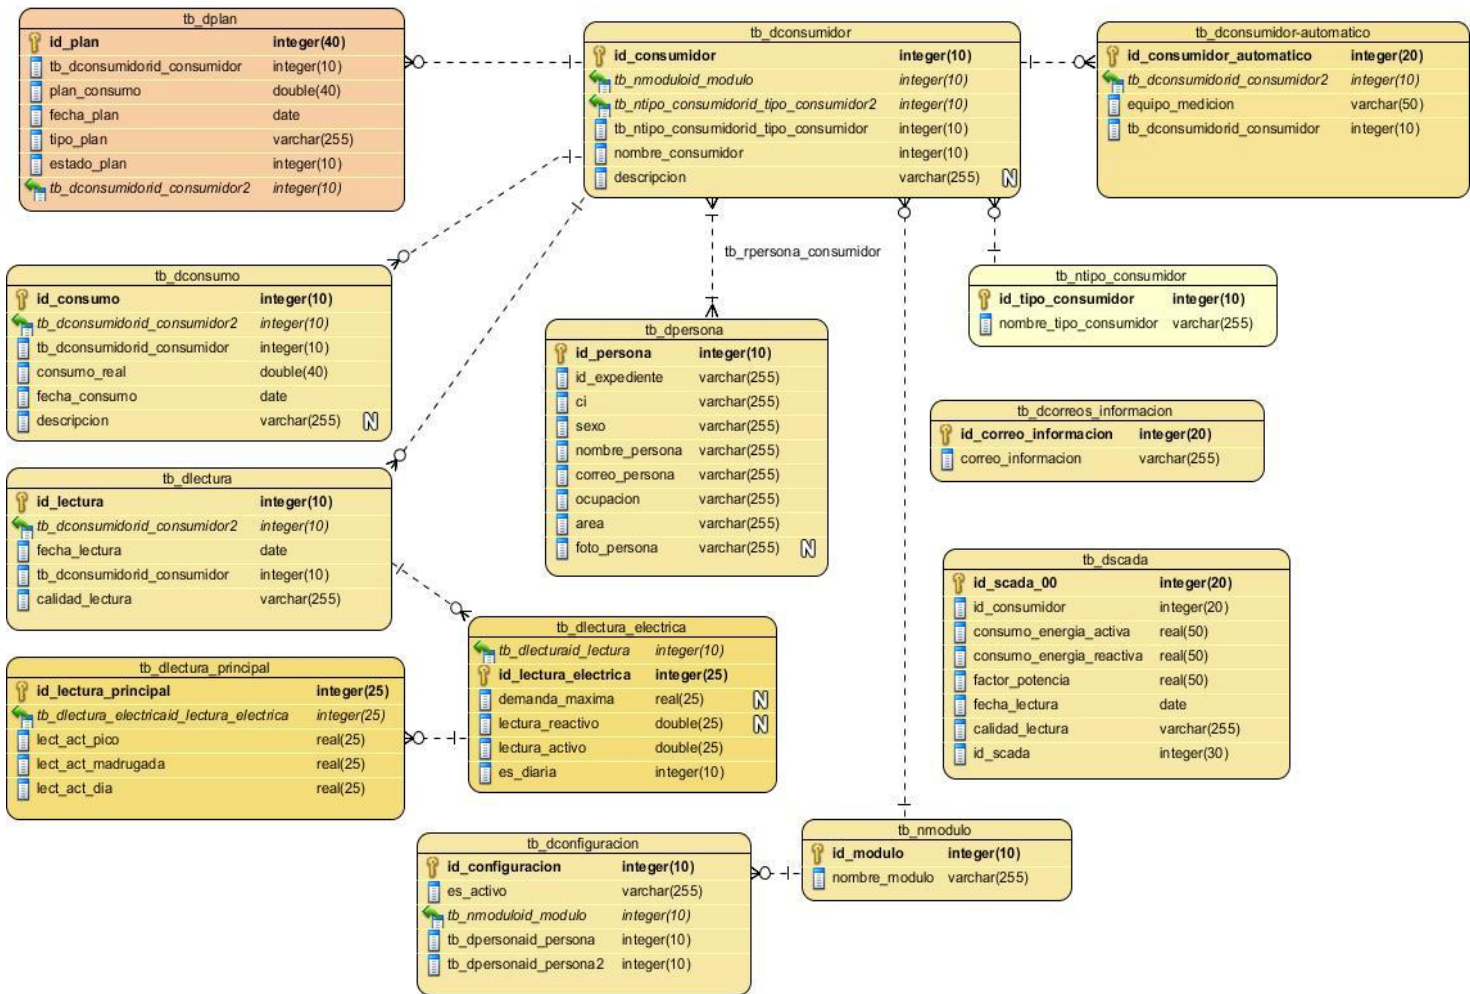 tb_dplan
id_plan integer(40)
tb_dconsumidorid_consumidor integer(10)
plan_consumo double(40)
fecha_plan date
tipo_plan varchar(255)
estado_plan integer(10)
tb_dconsumidorid_consumidor2 integer(10)
tb_dconsumidor
id_consumidor integer(10)
tb_nmoduloid_modulo integer(10)
tb_ntipo_consumidorid_tipo_consumidor2 integer(10)
tb_ntipo_consumidorid_tipo_consumidor integer(10)
nombre_consumidor integer(10)
descripcion varchar(255) N
tb_dconsumidor-automatico
id_consumidor_automatico integer(20)
tb_dconsumidorid_consumidor2 integer(10)
equipo_medicion varchar(50)
tb_dconsumidorid_consumidor integer(10)
tb_rpersona_consumidor
tb_dconsumo
id_consumo integer(10)
tb_dconsumidorid_consumidor2 integer(10)
tb_dconsumidorid_consumidor integer(10)
consumo_real double(40)
fecha_consumo date
descripcion varchar(255) N
tb_ntipo_consumidor
id_tipo_consumidor integer(10)
nombre_tipo_consumidor varchar(255)
tb_dpersona
id_persona integer(10)
id_expediente varchar(255)
ci varchar(255)
sexo varchar(255)
nombre_persona varchar(255)
correo_persona varchar(255)
ocupacion varchar(255)
area varchar(255)
foto_persona varchar(255) N
tb_dcorreos_informacion
id_correo_informacion integer(20)
correo_informacion varchar(255)
tb_dlectura
id_lectura integer(10)
tb_dconsumidorid_consumidor2 integer(10)
fecha_lectura date
tb_dconsumidorid_consumidor integer(10)
calidad_lectura varchar(255)
tb_dscada
id_scada_00 integer(20)
id_consumidor integer(20)
consumo_energia_activa real(50)
consumo_energia_reactiva real(50)
factor_potencia real(50)
fecha_lectura date
calidad_lectura varchar(255)
id_scada integer(30)
tb_dlectura_electrica
tb_dlecturaid_lectura integer(10)
id_lectura_electrica integer(25)
demanda_maxima real(25) N
lectura_reactivo double(25) N
lectura_activo double(25)
es_diaria integer(10)
tb_dlectura_principal
id_lectura_principal integer(25)
tb_dlectura_electricaid_lectura_electrica integer(25)
lect_act_pico real(25)
lect_act_madrugada real(25)
lect_act_dia real(25)
tb_nmodulo
id_modulo integer(10)
nombre_modulo varchar(255)
tb_dconfiguracion
id_configuracion integer(10)
es_activo varchar(255)
tb_nmoduloid_modulo integer(10)
tb_dpersonaid_persona integer(10)
tb_dpersonaid_persona2 integer(10)